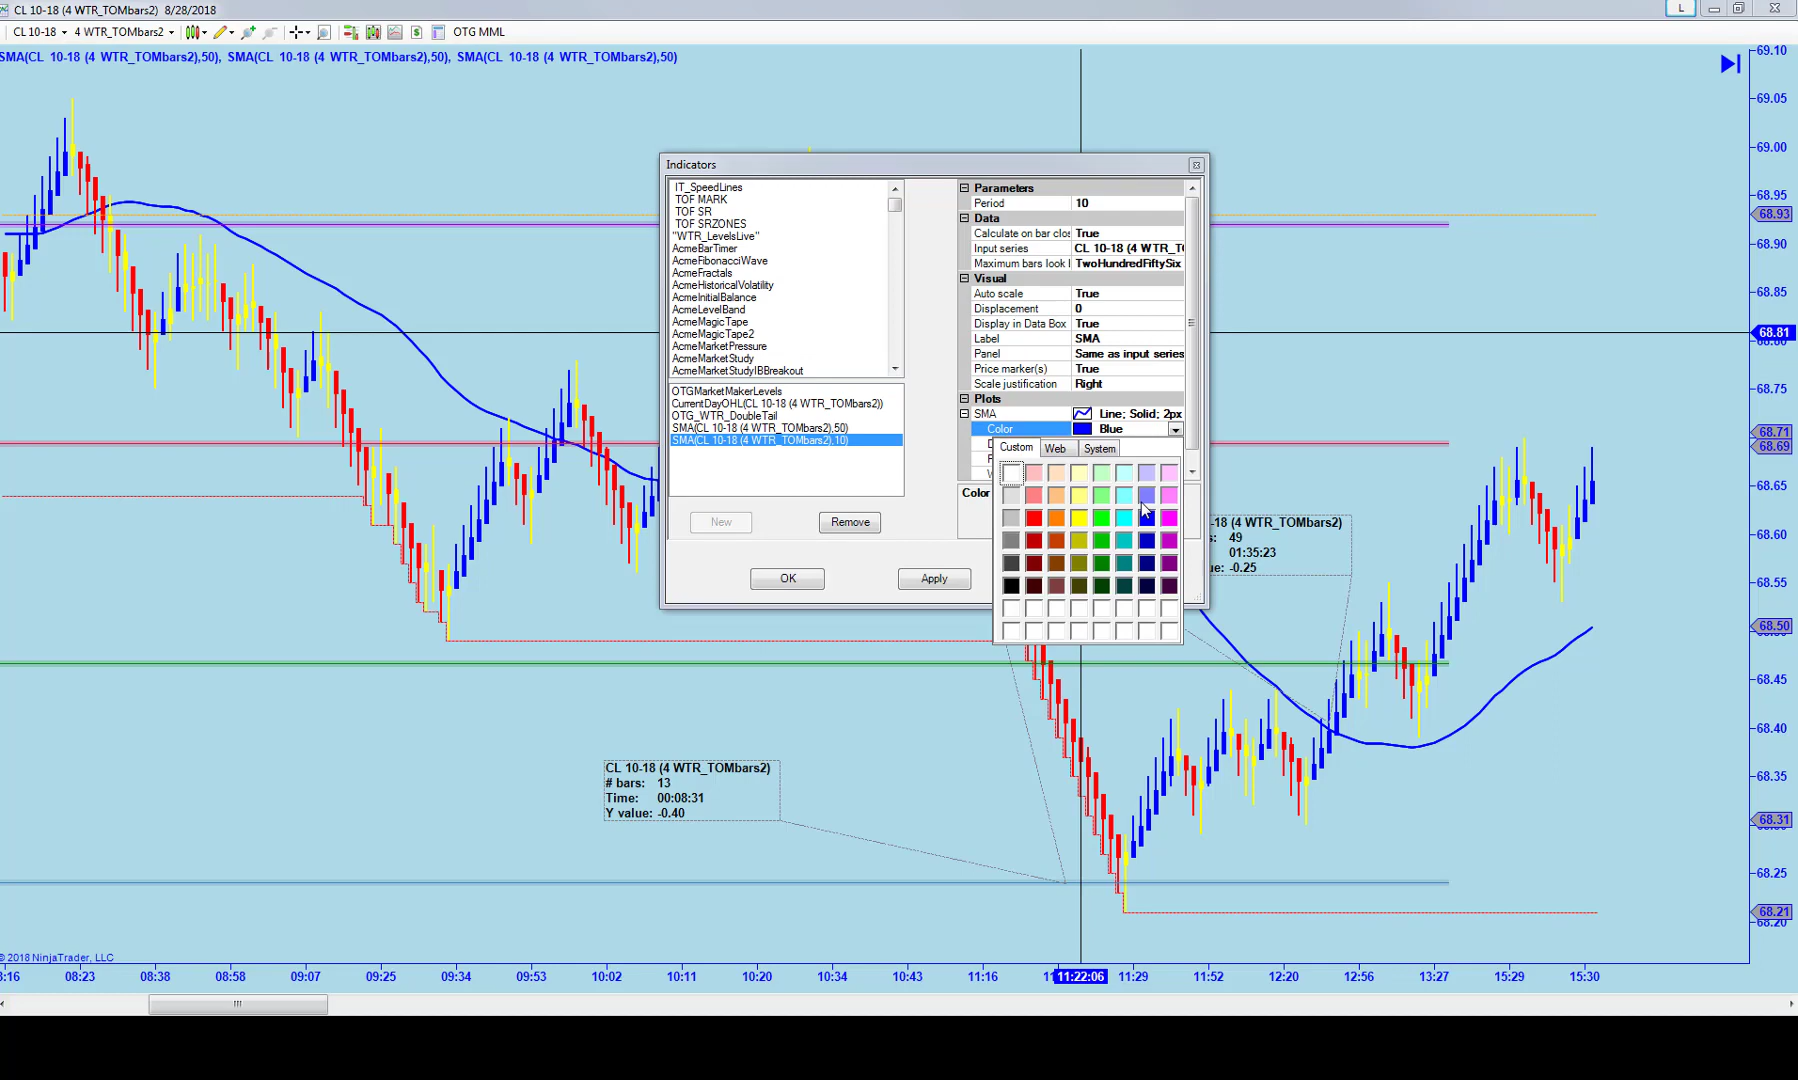 CL 10-18 (4 WTR_TOMbars2) 8/28/2018
L
CL 10-18 4 WTR_TOMbars2 OTG MML
SMA(CL 10-18 (4 WTR_TOMbars2),50), SMA(CL 10-18 (4 WTR_TOMbars2),50), SMA(CL 10-18 (4 WTR_TOMbars2),50)
Indicators
IT_SpeedLines
TOF MARK
TOF SR
TOF SRZONES
"WTR_LevelsLive"
AcmeBarTimer
AcmeFibonacciWave
AcmeFractals
AcmeHistoricalVolatility
AcmeInitialBalance
AcmeLevelBand
AcmeMagicTape
AcmeMagicTape2
AcmeMarketPressure
AcmeMarketStudy
AcmeMarketStudyIBBreakout
OTGMarketMakerLevels
CurrentDayOHL(CL 10-18 (4 WTR_TOMbars2))
OTG_WTR_DoubleTail
SMA(CL 10-18 (4 WTR_TOMbars2),50)
SMA(CL 10-18 (4 WTR_TOMbars2),10)
New
Remove
OK
Apply
Parameters
Period 10
Data
Calculate on bar clos True
Input series CL 10-18 (4 WTR_T
Maximum bars look TwoHundredFiftySix
Visual
Auto scale True
Displacement 0
Display in Data Box True
Label SMA
Panel Same as input series
Price marker(s) True
Scale justification Right
Plots
SMA Line; Solid; 2px
Color Blue
Custom Web System
Color
-18 (4 WTR_TOMbars2)
s: 49
01:35:23
ue: -0.25
CL 10-18 (4 WTR_TOMbars2)
# bars: 13
Time: 00:08:31
Y value: -0.40
69.10
69.05
69.00
68.95
68.93
68.90
68.85
68.81
68.75
68.71
68.69
68.65
68.60
68.55
68.50
68.45
68.40
68.35
68.31
68.25
68.21
68.20
© 2018 NinjaTrader, LLC
8:16 08:23 08:38 08:58 09:07 09:25 09:34 09:53 10:02 10:11 10:20 10:34 10:43 11:16 11:22:06 11:29 11:52 12:20 12:56 13:27 15:29 15:30